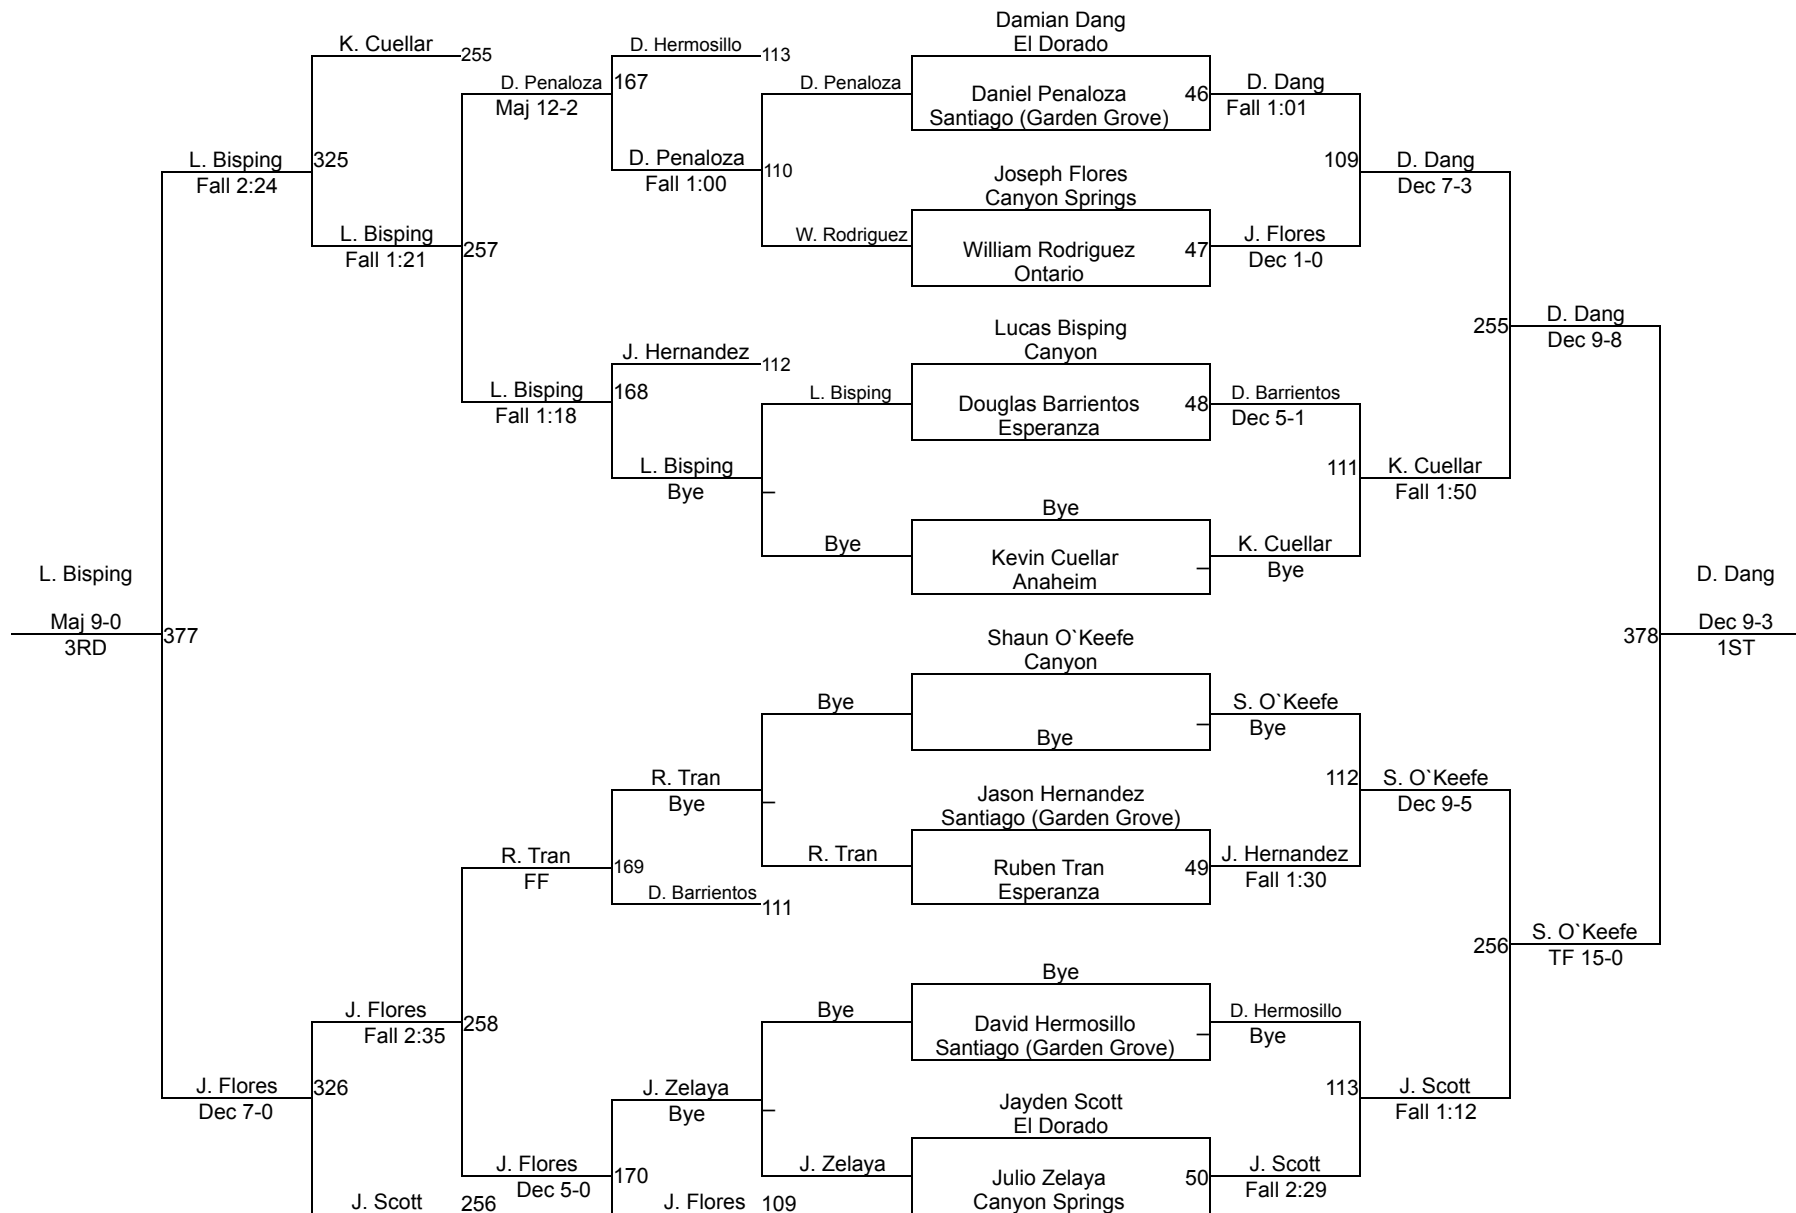 Damian Dang
El Dorado
K. Cuellar
255
D. Hermosillo
113
D. Penaloza
167
Maj 12-2
D. Penaloza
Daniel Penaloza
Santiago (Garden Grove)
46
D. Dang
Fall 1:01
L. Bisping
325
Fall 2:24
D. Penaloza
110
Fall 1:00
Joseph Flores
Canyon Springs
109
D. Dang
Dec 7-3
L. Bisping
257
Fall 1:21
W. Rodriguez
William Rodriguez
Ontario
47
J. Flores
Dec 1-0
Lucas Bisping
Canyon
255
D. Dang
Dec 9-8
J. Hernandez
112
L. Bisping
168
Fall 1:18
L. Bisping
Douglas Barrientos
Esperanza
48
D. Barrientos
Dec 5-1
L. Bisping
Bye
111
K. Cuellar
Fall 1:50
Bye
Bye
Kevin Cuellar
Anaheim
K. Cuellar
Bye
L. Bisping
Maj 9-0
377
3RD
D. Dang
378
Dec 9-3
1ST
Shaun O`Keefe
Canyon
Bye
Bye
S. O`Keefe
Bye
R. Tran
Bye
Jason Hernandez
Santiago (Garden Grove)
112
S. O`Keefe
Dec 9-5
R. Tran
169
FF
R. Tran
Ruben Tran
Esperanza
49
J. Hernandez
Fall 1:30
D. Barrientos
111
256
S. O`Keefe
TF 15-0
Bye
J. Flores
258
Fall 2:35
Bye
David Hermosillo
Santiago (Garden Grove)
D. Hermosillo
Bye
J. Flores
326
Dec 7-0
J. Zelaya
Bye
Jayden Scott
El Dorado
113
J. Scott
Fall 1:12
J. Flores
170
Dec 5-0
J. Zelaya
Julio Zelaya
Canyon Springs
50
J. Scott
Fall 2:29
J. Scott
256
J. Flores
109